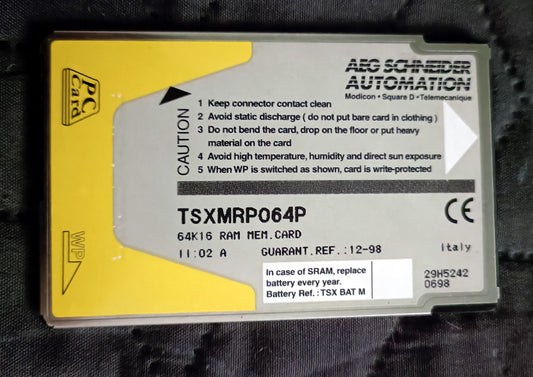 PC
Card
AEG SCHNEIDER
AUTOMATION
Modicon • Square D • Telemecanique
CAUTION
1 Keep connector contact clean
2 Avoid static discharge ( do not put bare card in clothing )
3 Do not bend the card, drop on the floor or put heavy
material on the card
4 Avoid high temperature, humidity and direct sun exposure
5 When WP is switched as shown, card is write-protected
TSXMRP064P
64K16 RAM MEM.CARD
11:02 A GUARANT.REF.:12-98
CE
Italy
WP
In case of SRAM, replace
battery every year.
Battery Ref. : TSX BAT M
29H5242
0698